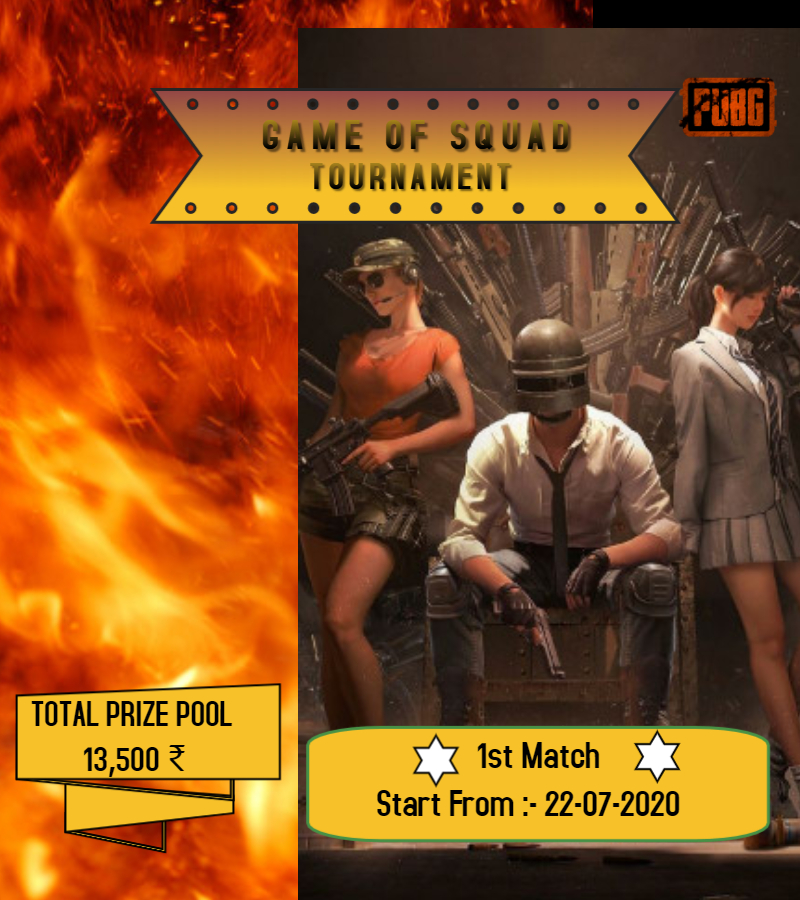 PUBG
GAME OF SQUAD
TOURNAMENT
TOTAL PRIZE POOL
13,500 ₹
1st Match
Start From :- 22-07-2020